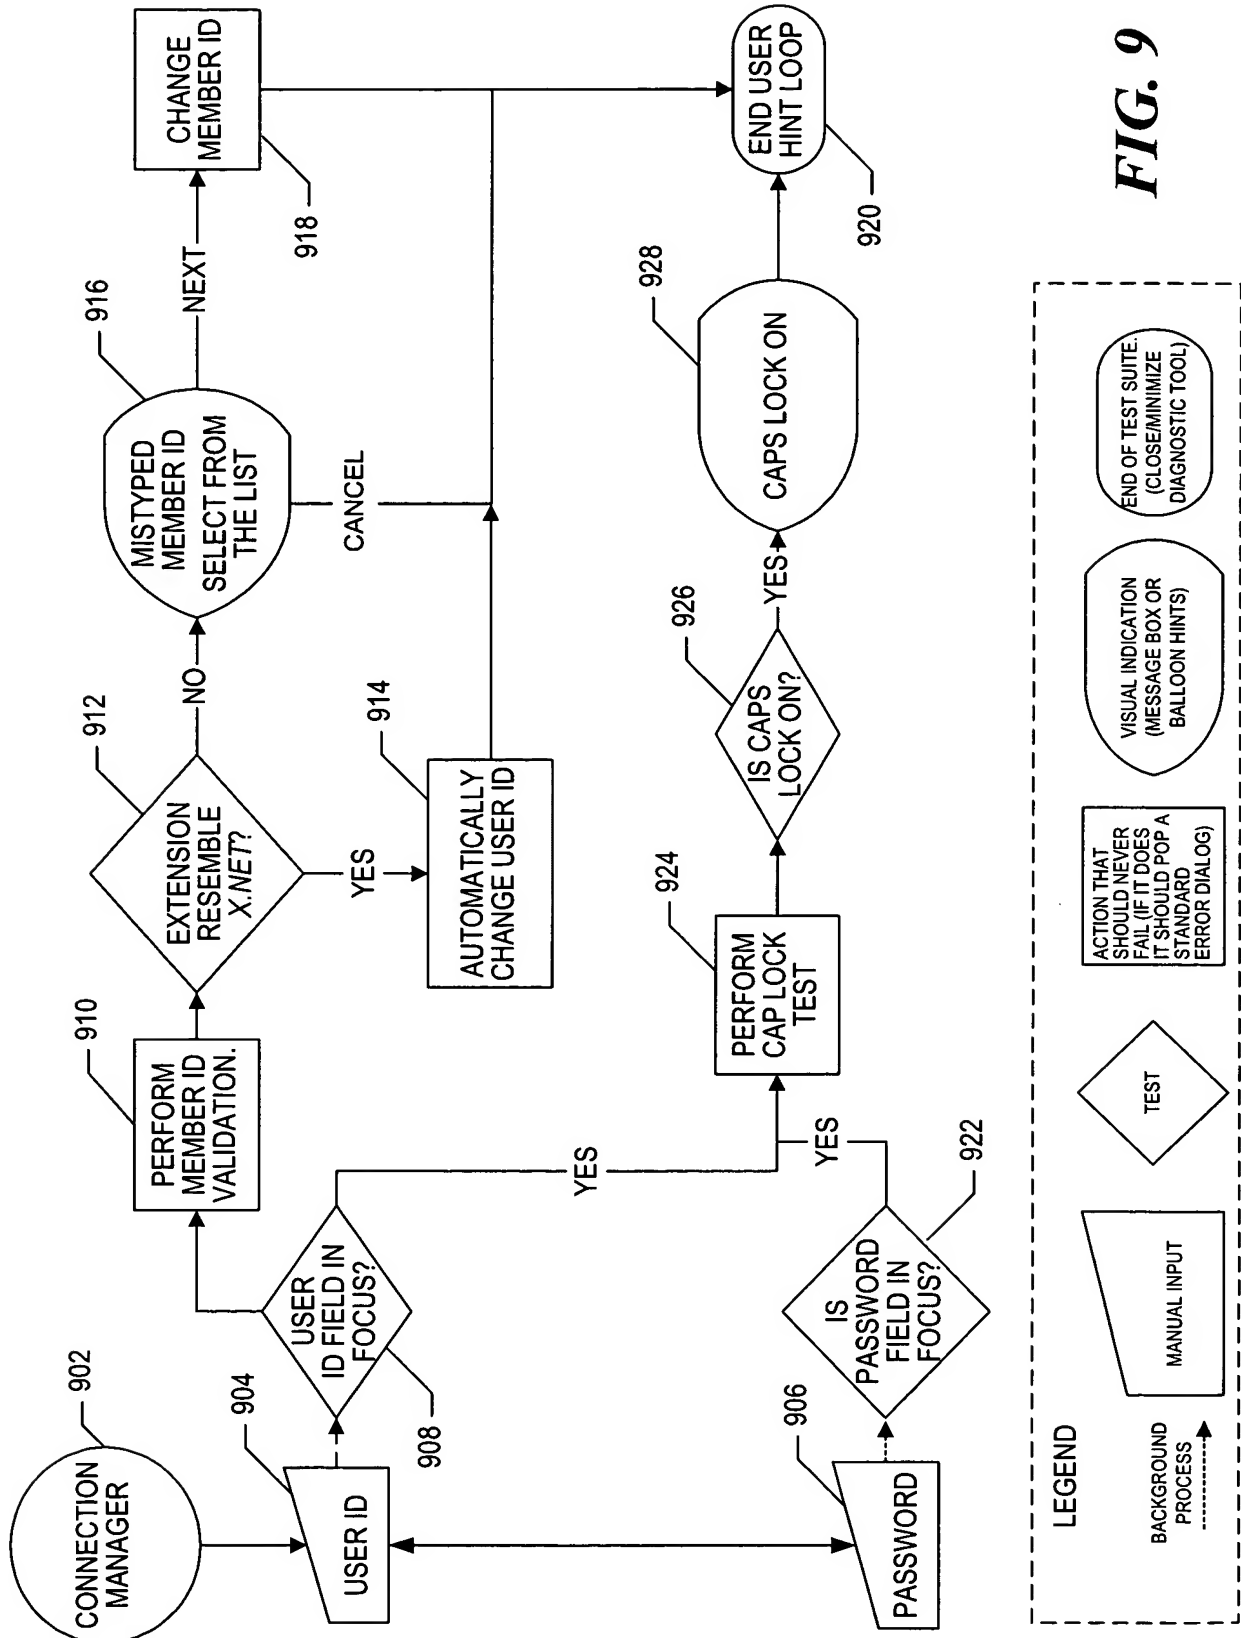 CONNECTION
MANAGER
902
USER ID
904
USER
ID FIELD IN
FOCUS?
908
PERFORM
MEMBER ID
VALIDATION.
910
EXTENSION
RESEMBLE
X.NET?
912
NO
YES
AUTOMATICALLY
CHANGE USER ID
914
MISTYPED
MEMBER ID
SELECT FROM
THE LIST
916
NEXT
CANCEL
CHANGE
MEMBER ID
918
YES
PASSWORD
906
IS
PASSWORD
FIELD IN
FOCUS?
922
YES
PERFORM
CAP LOCK
TEST
924
IS CAPS
LOCK ON?
926
YES
CAPS LOCK ON
928
END USER
HINT LOOP
920
LEGEND
BACKGROUND
PROCESS
MANUAL INPUT
TEST
ACTION THAT
SHOULD NEVER
FAIL (IF IT DOES
IT SHOULD POP A
STANDARD
ERROR DIALOG)
VISUAL INDICATION
(MESSAGE BOX OR
BALLOON HINTS)
END OF TEST SUITE.
(CLOSE/MINIMIZE
DIAGNOSTIC TOOL)
FIG. 9